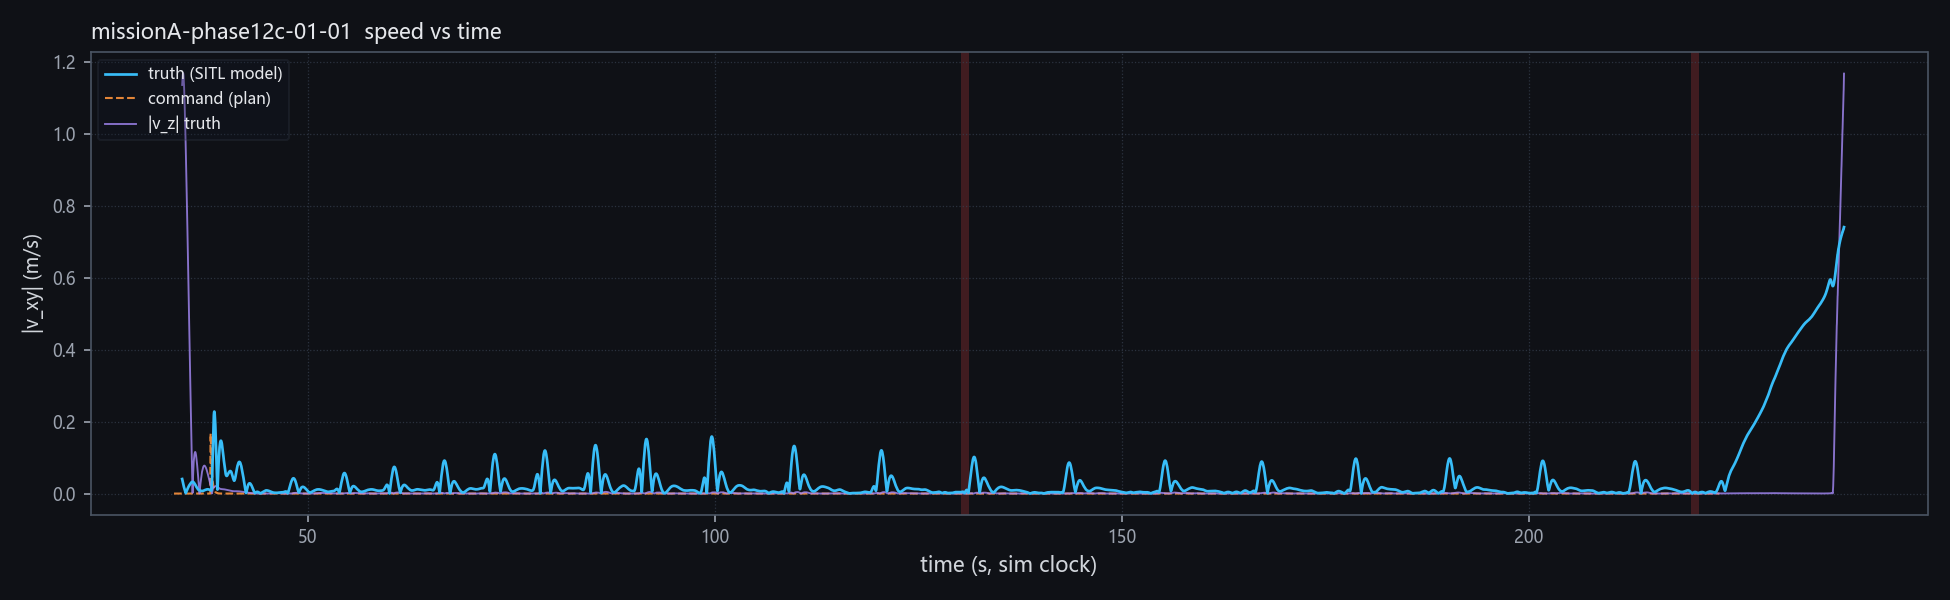 missionA-phase12c-01-01  speed vs time
truth (SITL model)
command (plan)
|v_z| truth
|v_xy| (m/s)
1.2
1.0
0.8
0.6
0.4
0.2
0.0
50
100
150
200
time (s, sim clock)